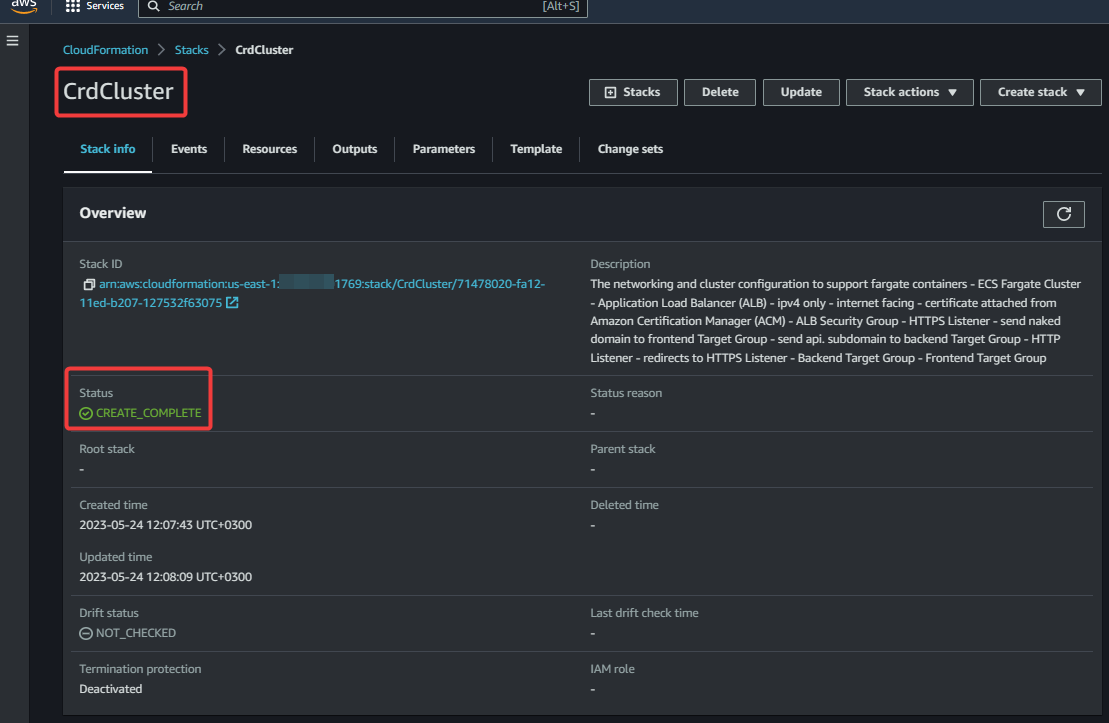 aws Services Search [Alt+S]
CloudFormation Stacks CrdCluster
CrdCluster
Stacks Delete Update Stack actions Create stack
Stack info Events Resources Outputs Parameters Template Change sets
Overview
Stack ID
arn:aws:cloudformation:us-east-1: 1769:stack/CrdCluster/71478020-fa12-
11ed-b207-127532f63075
Description
The networking and cluster configuration to support fargate containers - ECS Fargate Cluster
- Application Load Balancer (ALB) - ipv4 only - internet facing - certificate attached from
Amazon Certification Manager (ACM) - ALB Security Group - HTTPS Listener - send naked
domain to frontend Target Group - send api. subdomain to backend Target Group - HTTP
Listener - redirects to HTTPS Listener - Backend Target Group - Frontend Target Group
Status
CREATE_COMPLETE
Status reason
-
Root stack
-
Parent stack
-
Created time
2023-05-24 12:07:43 UTC+0300
Deleted time
-
Updated time
2023-05-24 12:08:09 UTC+0300
Drift status
NOT_CHECKED
Last drift check time
-
Termination protection
Deactivated
IAM role
-